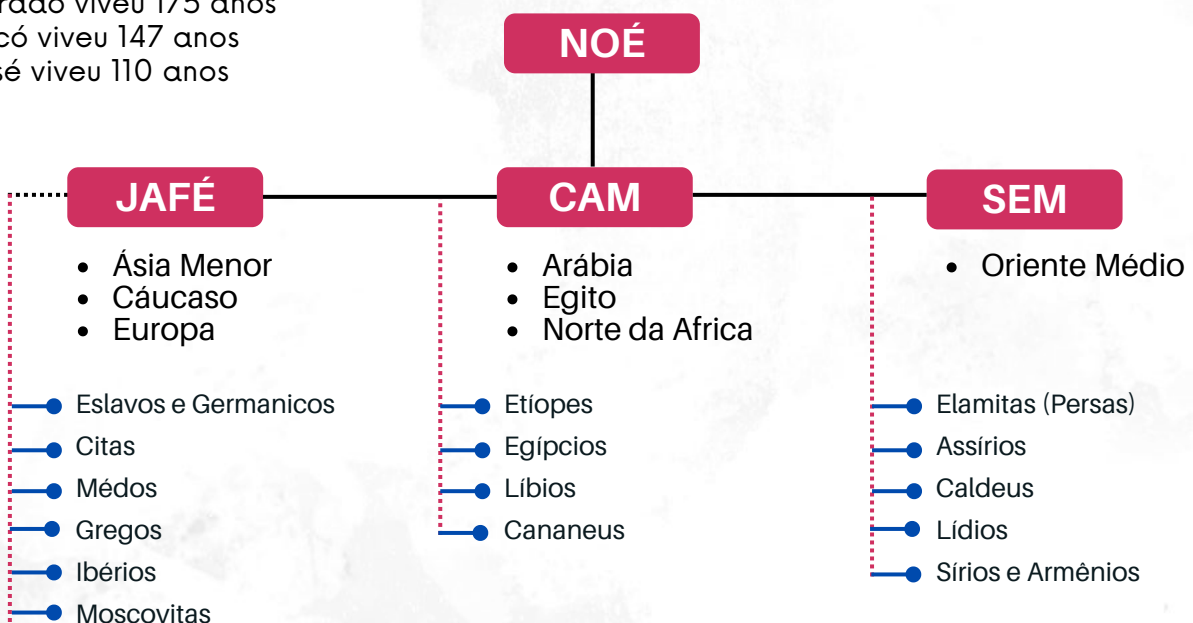 viveu 175 anos
viveu 147 anos
viveu 110 anos
NOÉ
JAFÉ
CAM
SEM
Ásia Menor
Cáucaso
Europa
Arábia
Egito
Norte da Africa
Oriente Médio
Eslavos e Germanicos
Citas
Médos
Gregos
Ibérios
Moscovitas
Etíopes
Egípcios
Líbios
Cananeus
Elamitas (Persas)
Assírios
Caldeus
Lídios
Sírios e Armênios